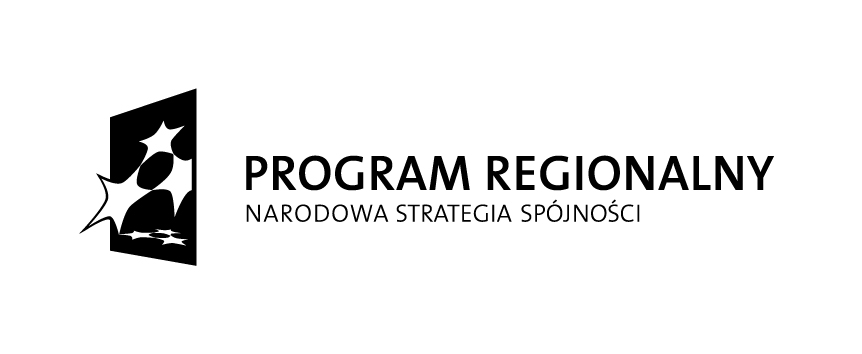 PROGRAM REGIONALNY
NARODOWA STRATEGIA SPÓJNOŚCI